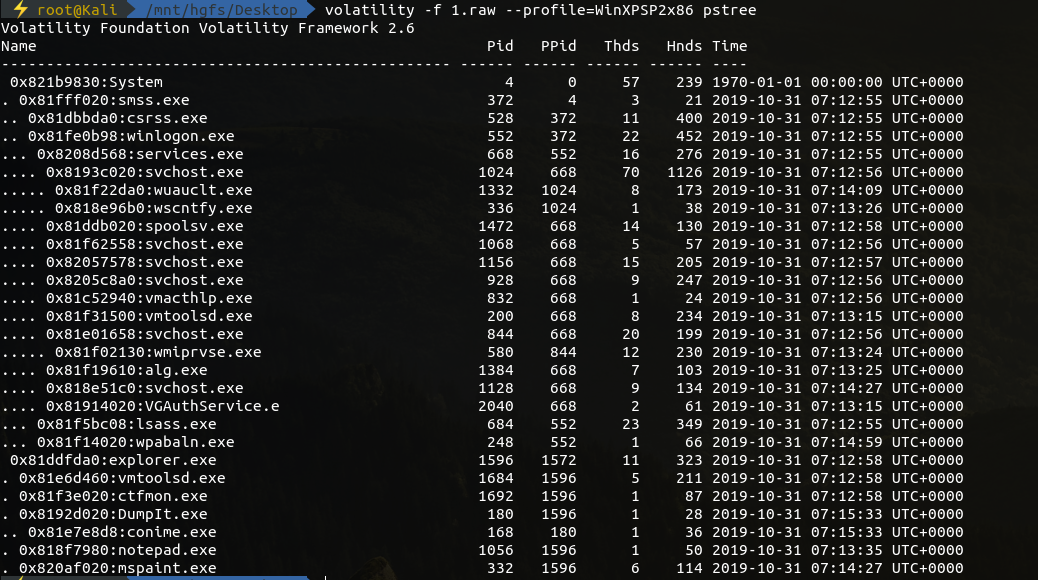 ⚡ root@Kali /mnt/hgfs/Desktop volatility -f 1.raw --profile=WinXPSP2x86 pstree
Volatility Foundation Volatility Framework 2.6
Name                                                  Pid   PPid   Thds   Hnds Time
-------------------------------------------------- ------ ------ ------ ------ ----
 0x821b9830:System                                      4      0     57    239 1970-01-01 00:00:00 UTC+0000
. 0x81fff020:smss.exe                                 372      4      3     21 2019-10-31 07:12:55 UTC+0000
.. 0x81dbbda0:csrss.exe                               528    372     11    400 2019-10-31 07:12:55 UTC+0000
.. 0x81fe0b98:winlogon.exe                            552    372     22    452 2019-10-31 07:12:55 UTC+0000
... 0x8208d568:services.exe                           668    552     16    276 2019-10-31 07:12:55 UTC+0000
.... 0x8193c020:svchost.exe                          1024    668     70   1126 2019-10-31 07:12:56 UTC+0000
..... 0x81f22da0:wuauclt.exe                         1332   1024      8    173 2019-10-31 07:14:09 UTC+0000
..... 0x818e96b0:wscntfy.exe                          336   1024      1     38 2019-10-31 07:13:26 UTC+0000
.... 0x81ddb020:spoolsv.exe                          1472    668     14    130 2019-10-31 07:12:58 UTC+0000
.... 0x81f62558:svchost.exe                          1068    668      5     57 2019-10-31 07:12:56 UTC+0000
.... 0x82057578:svchost.exe                          1156    668     15    205 2019-10-31 07:12:57 UTC+0000
.... 0x8205c8a0:svchost.exe                           928    668      9    247 2019-10-31 07:12:56 UTC+0000
.... 0x81c52940:vmacthlp.exe                          832    668      1     24 2019-10-31 07:12:56 UTC+0000
.... 0x81f31500:vmtoolsd.exe                          200    668      8    234 2019-10-31 07:13:15 UTC+0000
.... 0x81e01658:svchost.exe                           844    668     20    199 2019-10-31 07:12:56 UTC+0000
..... 0x81f02130:wmiprvse.exe                         580    844     12    230 2019-10-31 07:13:24 UTC+0000
.... 0x81f19610:alg.exe                              1384    668      7    103 2019-10-31 07:13:25 UTC+0000
.... 0x818e51c0:svchost.exe                          1128    668      9    134 2019-10-31 07:14:27 UTC+0000
.... 0x81914020:VGAuthService.e                      2040    668      2     61 2019-10-31 07:13:15 UTC+0000
... 0x81f5bc08:lsass.exe                              684    552     23    349 2019-10-31 07:12:55 UTC+0000
... 0x81f14020:wpabaln.exe                            248    552      1     66 2019-10-31 07:14:59 UTC+0000
 0x81ddfda0:explorer.exe                             1596   1572     11    323 2019-10-31 07:12:58 UTC+0000
. 0x81e6d460:vmtoolsd.exe                            1684   1596      5    211 2019-10-31 07:12:58 UTC+0000
. 0x81f3e020:ctfmon.exe                              1692   1596      1     87 2019-10-31 07:12:58 UTC+0000
. 0x8192d020:DumpIt.exe                               180   1596      1     28 2019-10-31 07:15:33 UTC+0000
.. 0x81e7e8d8:conime.exe                              168    180      1     36 2019-10-31 07:15:33 UTC+0000
. 0x818f7980:notepad.exe                             1056   1596      1     50 2019-10-31 07:13:35 UTC+0000
. 0x820af020:mspaint.exe                              332   1596      6    114 2019-10-31 07:14:27 UTC+0000